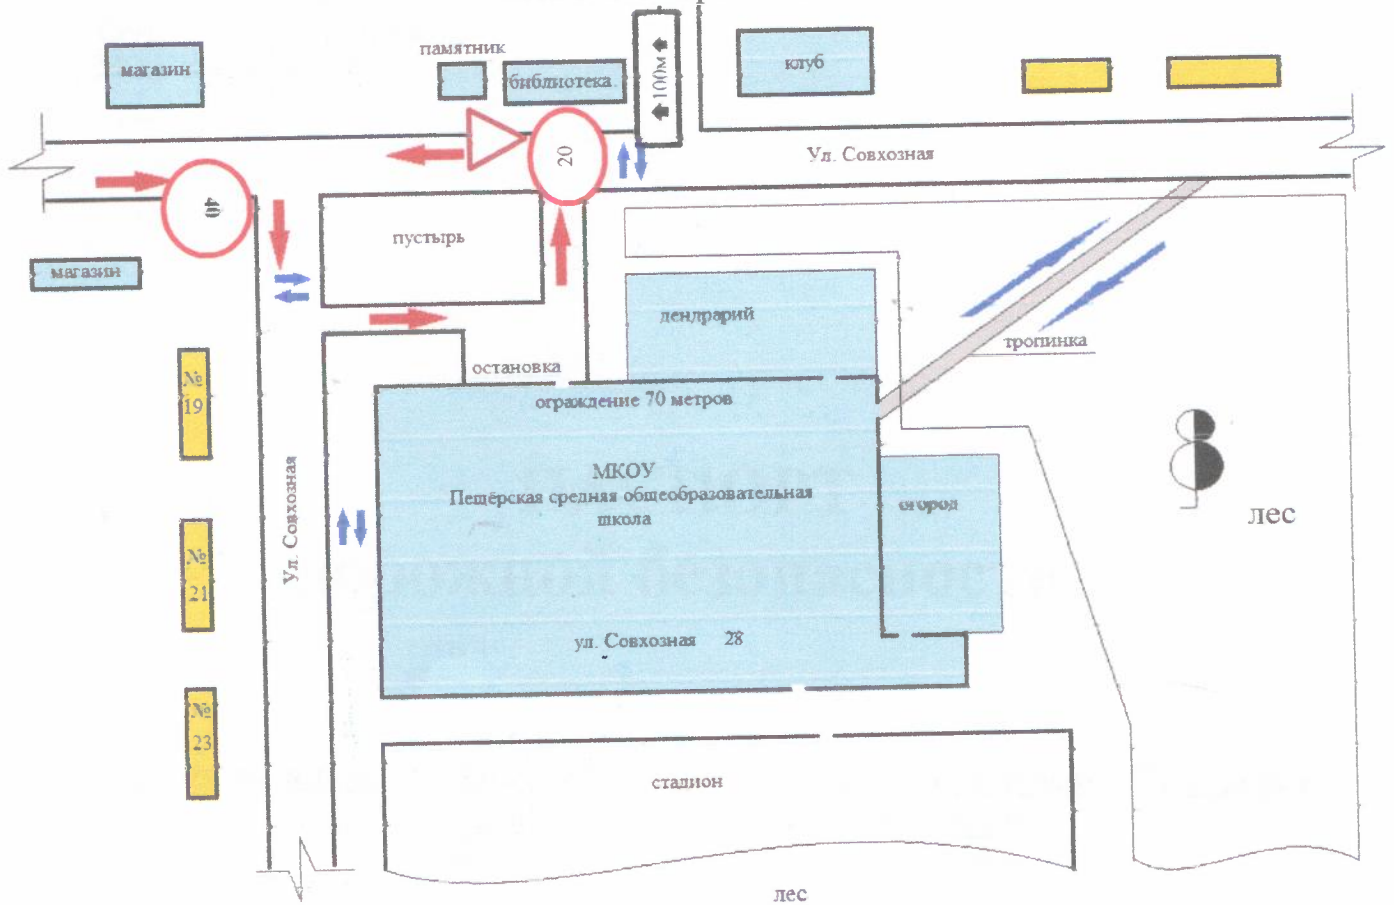 памятник
магазин
библиотека.
100м
клуб
20
Ул. Совхозная
40
пустырь
магазин
дендрарий
тропинка
остановка
№
19
ограждение 70 метров
МКОУ
Пещёрская средняя общеобразовательная
школа
огород
лес
Ул. Совхозная
№
21
ул. Совхозная 28
№
23
стадион
лес